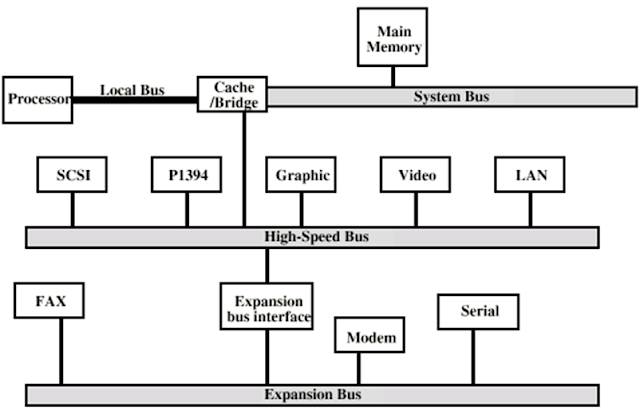 Main
Memory
Processor
Local Bus
Cache
/Bridge
System Bus
SCSI
P1394
Graphic
Video
LAN
High-Speed Bus
FAX
Expansion
bus interface
Modem
Serial
Expansion Bus